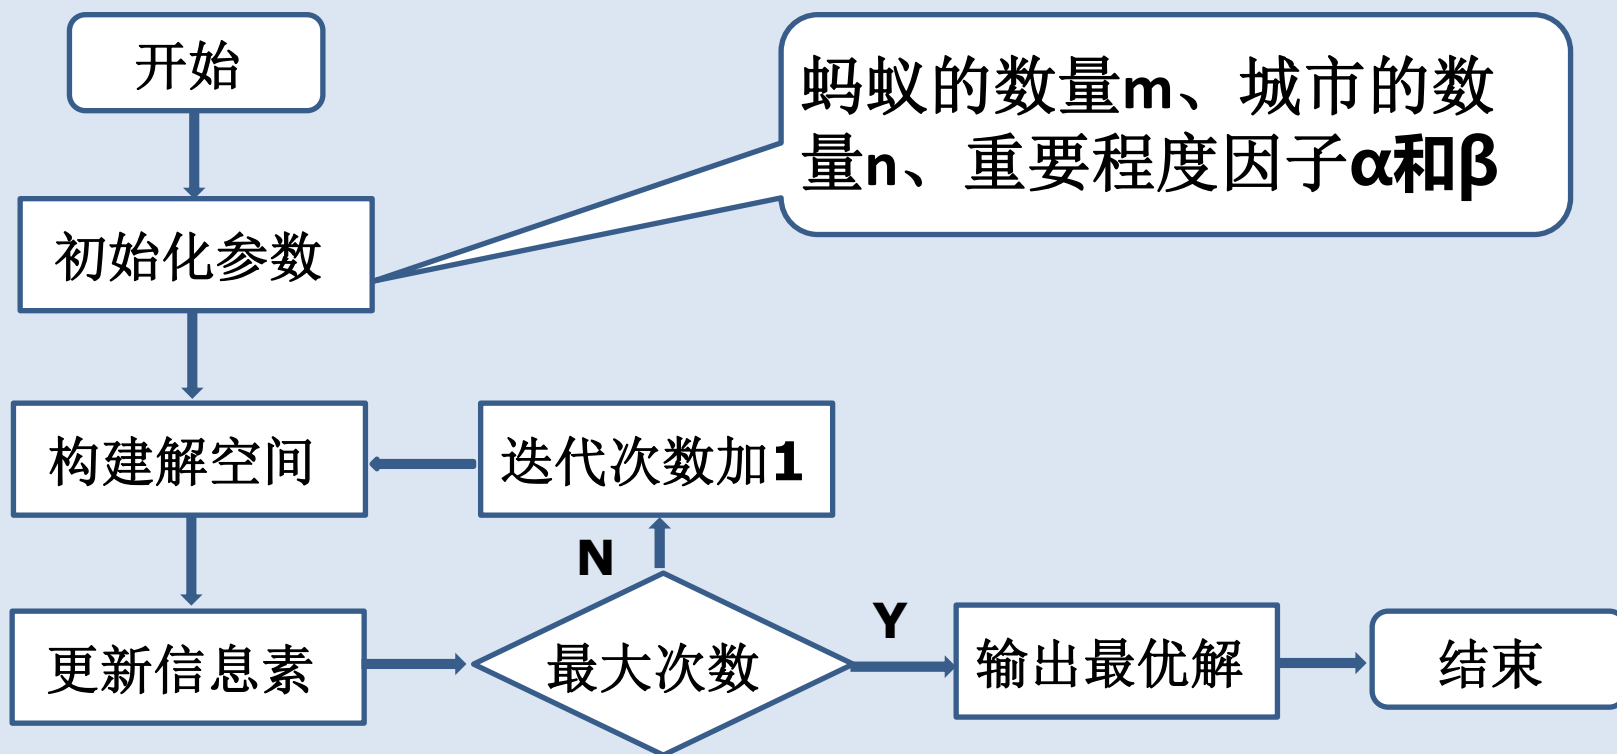 开始
蚂蚁的数量m、城市的数
量n、重要程度因子α和β
初始化参数
构建解空间
迭代次数加1
N
Y
更新信息素
最大次数
输出最优解
结束